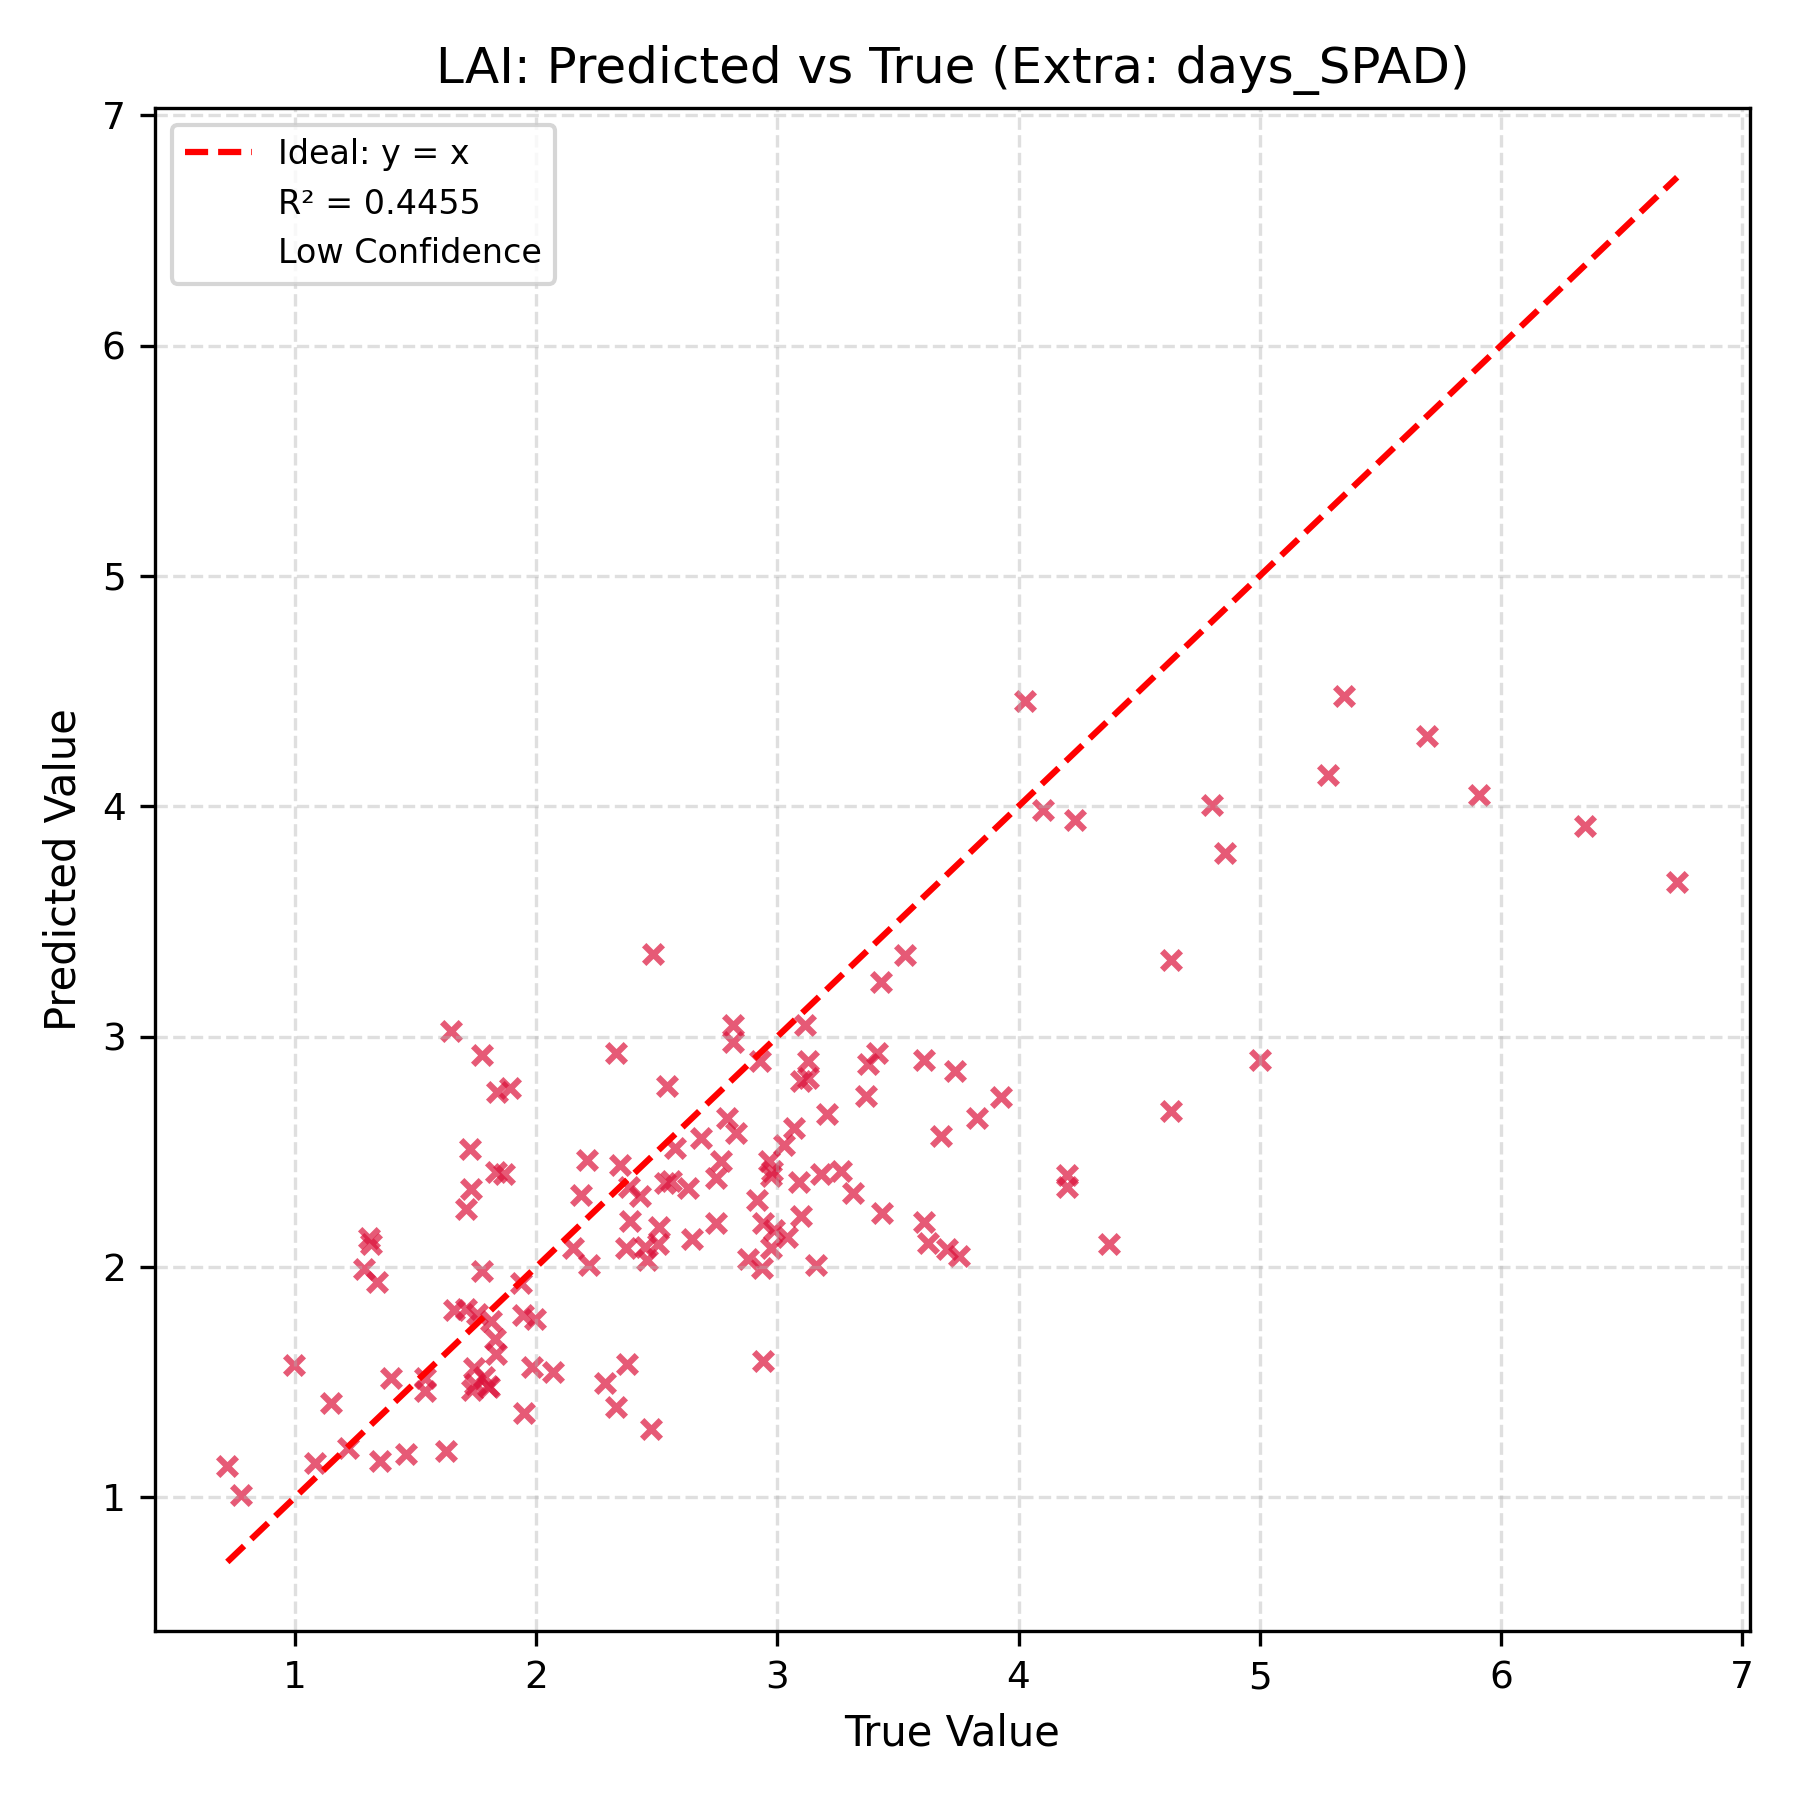 LAI: Predicted vs True (Extra: days_SPAD)
7
6
5
4
3
2
1
Ideal: y = x
R² = 0.4455
Low Confidence
Predicted Value
1 2 3 4 5 6 7
True Value